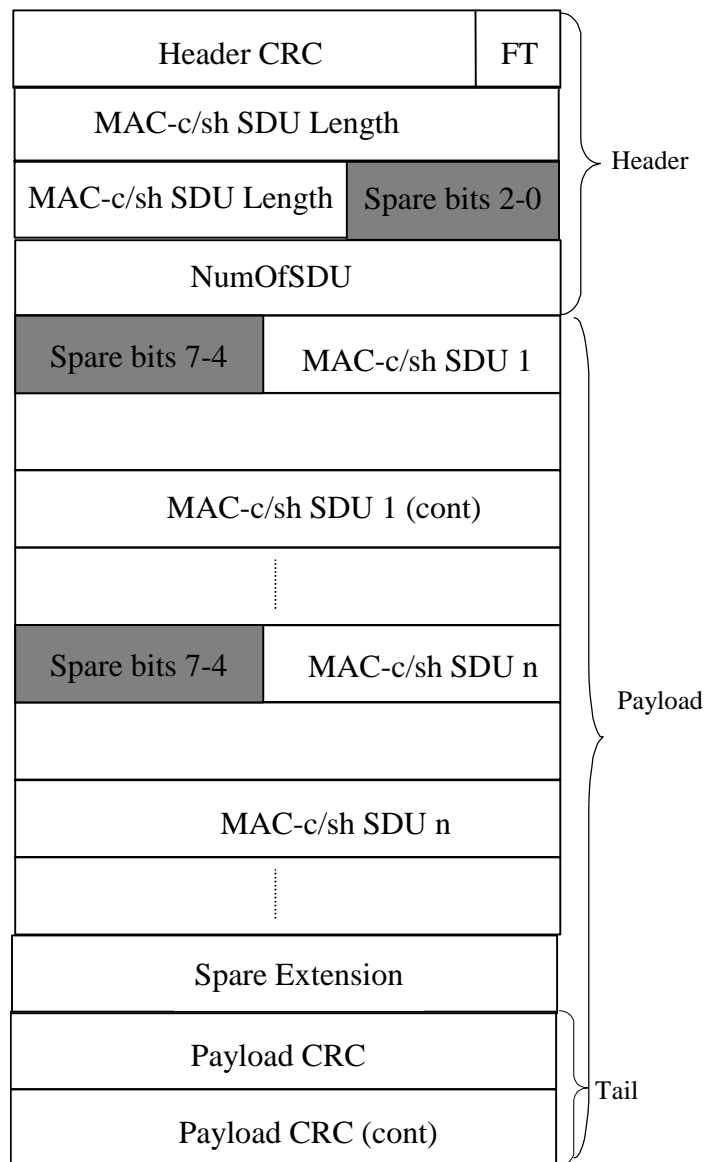 Header CRC FT
MAC-c/sh SDU Length
Header
MAC-c/sh SDU Length Spare bits 2-0
NumOfSDU
Spare bits 7-4 MAC-c/sh SDU 1
MAC-c/sh SDU 1 (cont)
Spare bits 7-4 MAC-c/sh SDU n
Payload
MAC-c/sh SDU n
Spare Extension
Payload CRC
Tail
Payload CRC (cont)